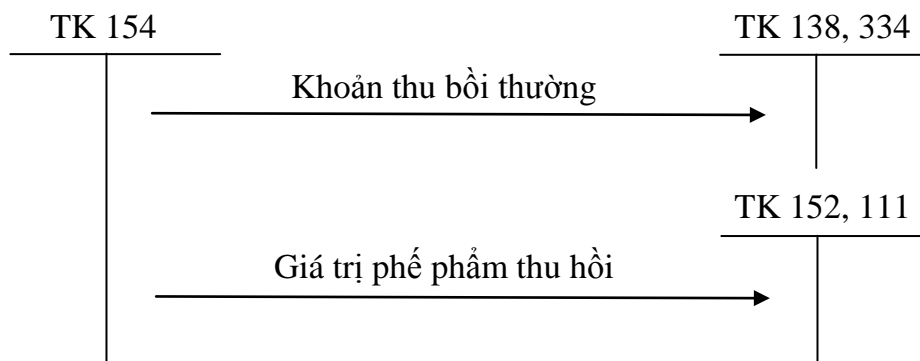 TK 154
TK 138, 334
Khoản thu bồi thường
TK 152, 111
Giá trị phế phẩm thu hồi